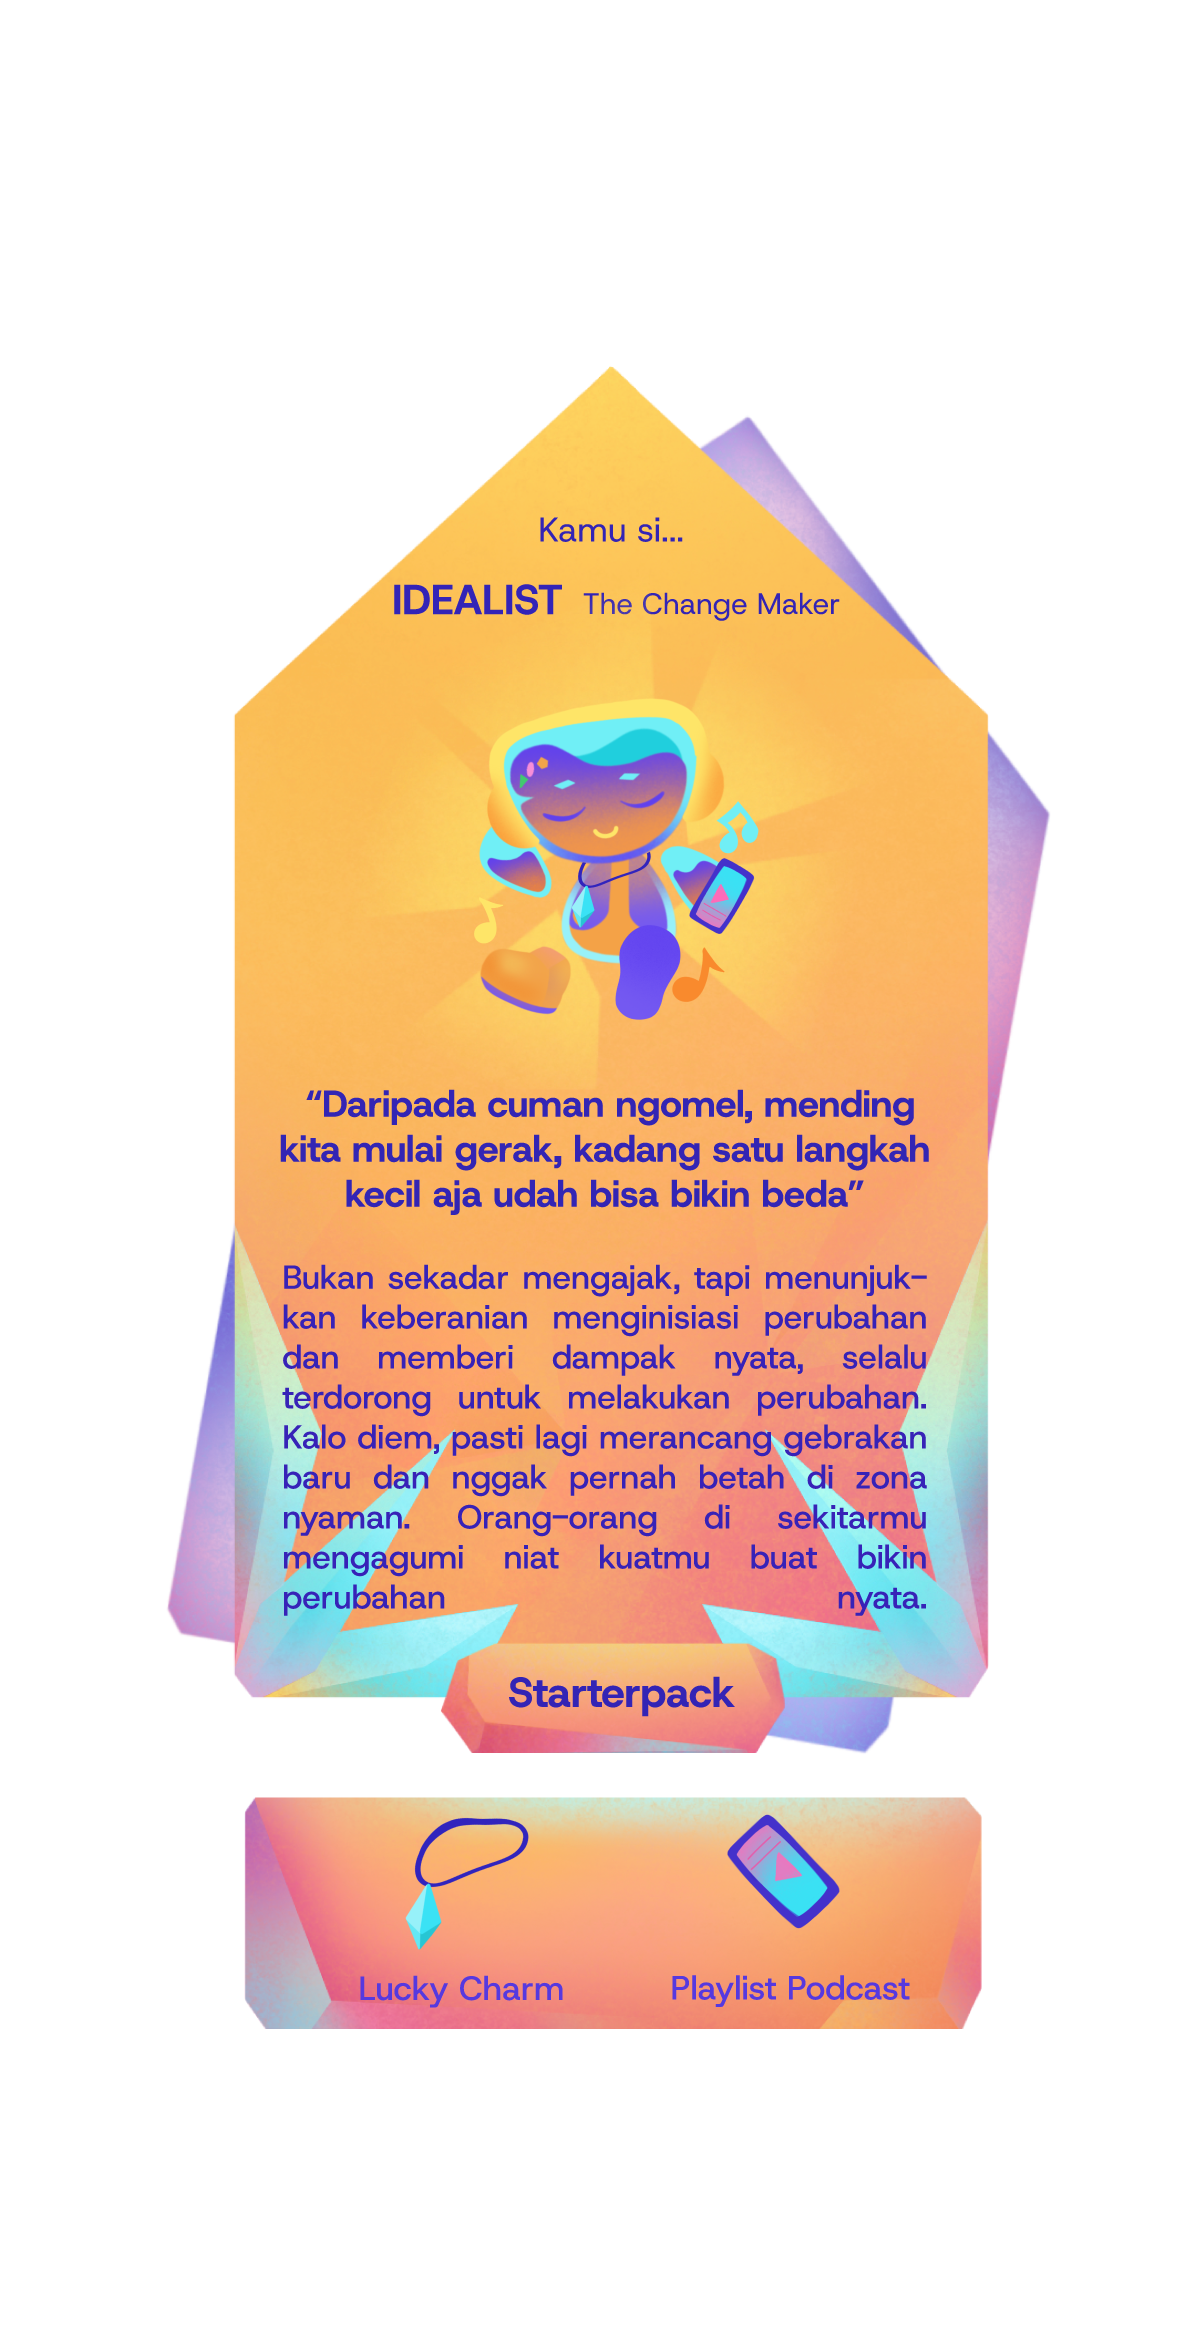 Kamu si...
IDEALIST The Change Maker
“Daripada cuman ngomel, mending
kita mulai gerak, kadang satu langkah
kecil aja udah bisa bikin beda”
Bukan sekadar mengajak, tapi menunjuk-
kan keberanian menginisiasi perubahan
dan memberi dampak nyata, selalu
terdorong untuk melakukan perubahan.
Kalo diem, pasti lagi merancang gebrakan
baru dan nggak pernah betah di zona
nyaman. Orang-orang di sekitarmu
mengagumi niat kuatmu buat bikin
perubahan nyata.
Starterpack
Lucky Charm
Playlist Podcast